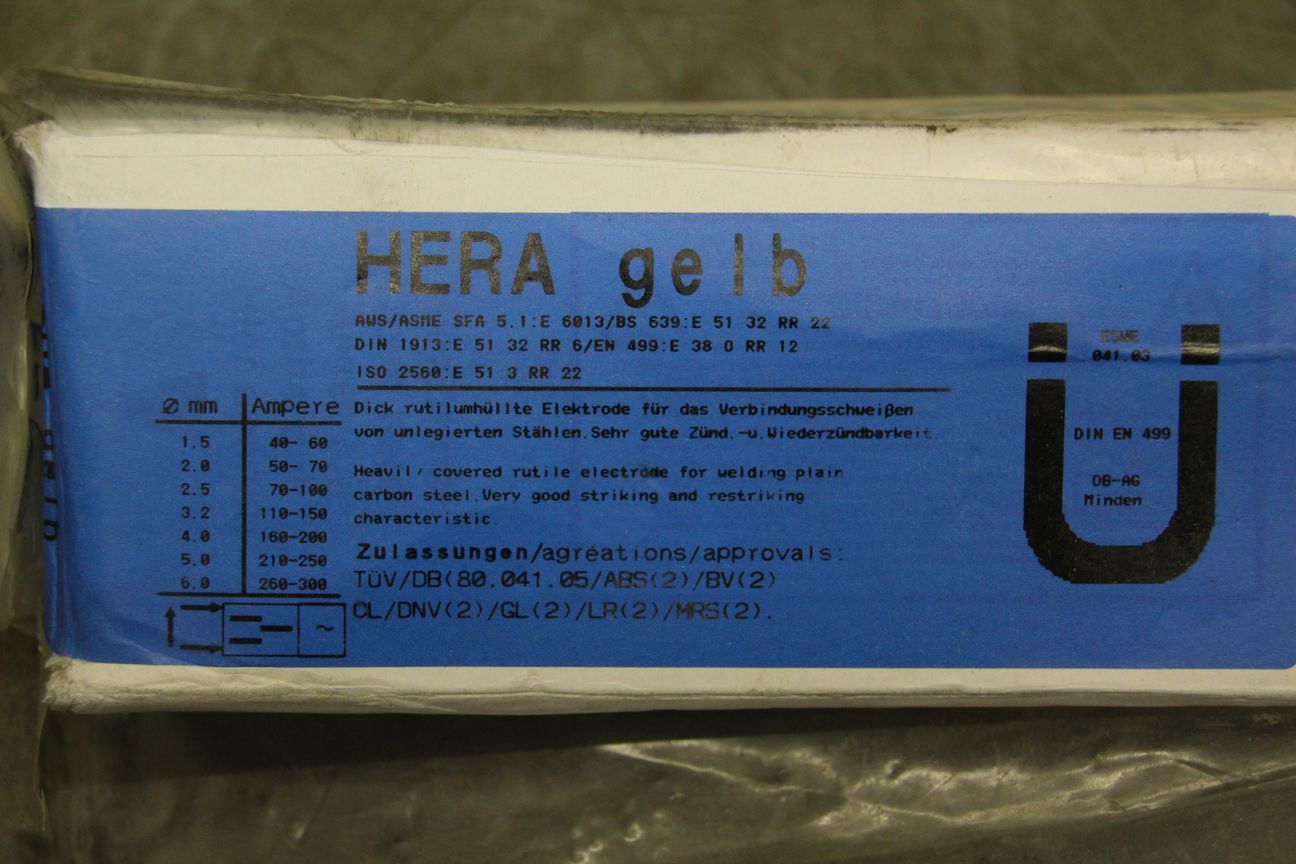 HERA gelb
AWS/ASME SFA 5.1:E 6013/BS 639:E 51 32 RR 22
DIN 1913:E 51 32 RR 6/EN 499:E 38 0 RR 12
ISO 2560:E 51 3 RR 22
Ø mm Ampere
1.5 40- 60
2.0 50- 70
2.5 70-100
3.2 110-150
4.0 160-200
5.0 210-250
6.0 260-300
~
Dick rutilumhüllte Elektrode für das Verbindungsschweißen
von unlegierten Stählen.Sehr gute Zünd.-u.Wiederzündbarkeit.
Heavily covered rutile electrode for welding plain
carbon steel.Very good striking and restriking
characteristic.
Zulassungen/agréations/approvals:
TüV/DB(80.041.05/ABS(2)/BV(2)
CL/DNV(2)/GL(2)/LR(2)/MRS(2).
041.03
DIN EN 499
DB-AG
Minden